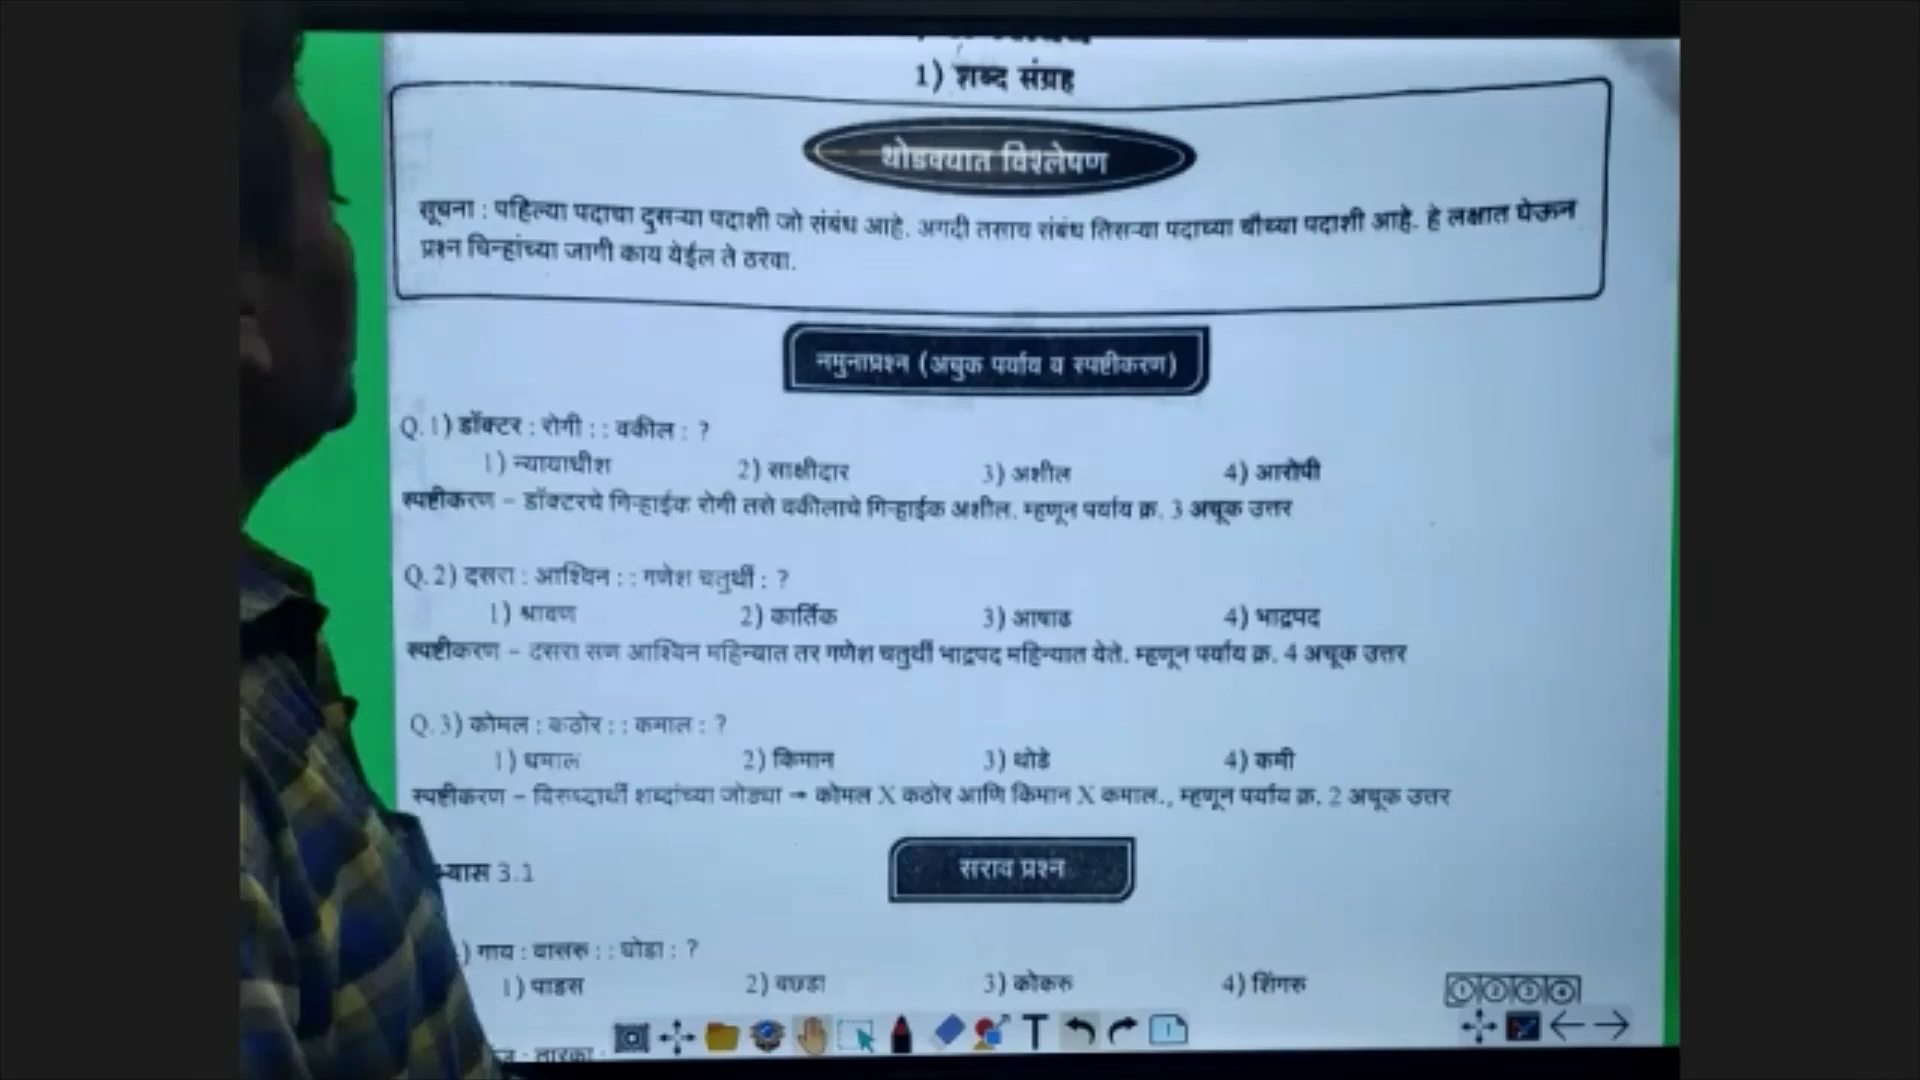 1) शब्द संग्रह
थोडक्यात विश्लेषण
सूचना : पहिल्या पदाचा दुसऱ्या पदाशी जो संबंध आहे. अगदी तसाच संबंध तिसऱ्या पदाच्या चौथ्या पदाशी आहे. हे लक्षात घेऊन
प्रश्न चिन्हांच्या जागी काय येईल ते ठरवा.
नमुनाप्रश्न (अचुक पर्याय व स्पष्टीकरण)
Q.1) डॉक्टर : रोगी : : वकील : ?
1) न्यायाधीश 2) साक्षीदार 3) अशील 4) आरोपी
स्पष्टीकरण – डॉक्टरचे गिऱ्हाईक रोगी तसे वकीलाचे गिऱ्हाईक अशील. म्हणून पर्याय क्र. 3 अचूक उत्तर
Q.2) दसरा : आश्विन : : गणेश चतुर्थी : ?
1) श्रावण 2) कार्तिक 3) आषाढ 4) भाद्रपद
स्पष्टीकरण – दसरा सण आश्विन महिन्यात तर गणेश चतुर्थी भाद्रपद महिन्यात येते. म्हणून पर्याय क्र. 4 अचूक उत्तर
Q.3) कोमल : कठोर : : कमाल : ?
1) धमाल 2) किमान 3) थोडे 4) कमी
स्पष्टीकरण – विरुध्दार्थी शब्दांच्या जोड्या → कोमल X कठोर आणि किमान X कमाल., म्हणून पर्याय क्र. 2 अचूक उत्तर
भ्यास 3.1
सराव प्रश्न
) गाय : वासरु : : घोडा : ?
1) पाडस 2) वछडा 3) कोकरु 4) शिंगरु
1 2 3 4